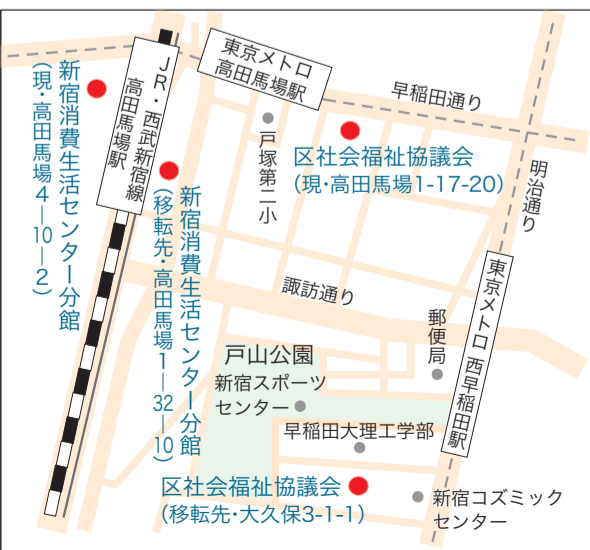 新宿消費生活センター分館
(現・高田馬場4―10―2)
JR・西武新宿線
高田馬場駅
東京メトロ
高田馬場駅
早稲田通り
戸塚第二小
区社会福祉協議会
(現・高田馬場1-17-20)
明治通り
新宿消費生活センター分館
(移転先・高田馬場1―32―10)
諏訪通り
東京メトロ 西早稲田駅
郵便局
戸山公園
新宿スポーツ
センター
早稲田大理工学部
区社会福祉協議会
(移転先・大久保3-1-1)
新宿コズミック
センター